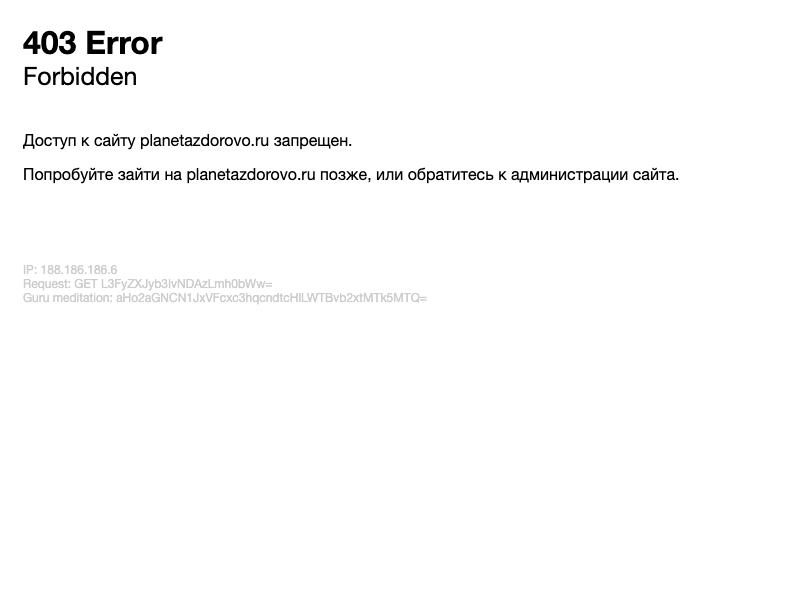 403 Error
Forbidden
Доступ к сайту planetazdorovo.ru запрещен.
Попробуйте зайти на planetazdorovo.ru позже, или обратитесь к администрации сайта.
IP: 188.186.186.6
Request: GET L3FyZXJyb3IvNDAzLmh0bWw=
Guru meditation: aHo2aGNCN1JxVFcxc3hqcndtcHlLWTBvb2xtMTk5MTQ=